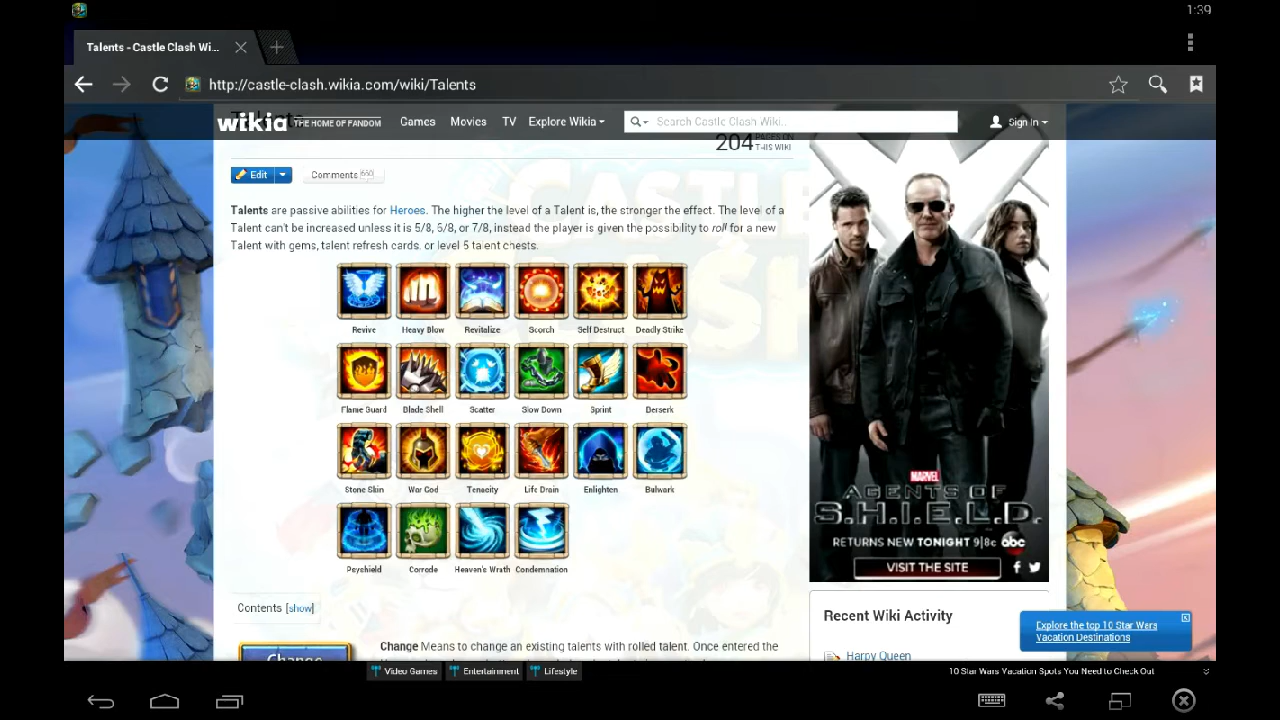 1:39
Talents - Castle Clash Wi...
http://castle-clash.wikia.com/wiki/Talents
wikia THE HOME OF FANDOM Games Movies TV Explore Wikia Search Castle Clash Wiki... Sign In
204 PAGES ON THIS WIKI
Edit Comments 660
Talents are passive abilities for Heroes. The higher the level of a Talent is, the stronger the effect. The level of a
Talent can't be increased unless it is 5/8, 6/8, or 7/8, instead the player is given the possibility to roll for a new
Talent with gems, talent refresh cards, or level 5 talent chests.
Revive Heavy Blow Revitalize Scorch Self Destruct Deadly Strike
Flame Guard Blade Shell Scatter Slow Down Sprint Berserk
Stone Skin War God Tenacity Life Drain Enlighten Bulwark
Psyshield Corrode Heaven's Wrath Condemnation
MARVEL
AGENTS OF
S.H.I.E.L.D.
RETURNS NEW TONIGHT 9|8c abc
VISIT THE SITE
Contents [show]
Recent Wiki Activity
Harpy Queen
Explore the top 10 Star Wars
Vacation Destinations
Change
Change Means to change an existing talents with rolled talent. Once entered the
Video Games Entertainment Lifestyle
10 Star Wars Vacation Spots You Need to Check Out